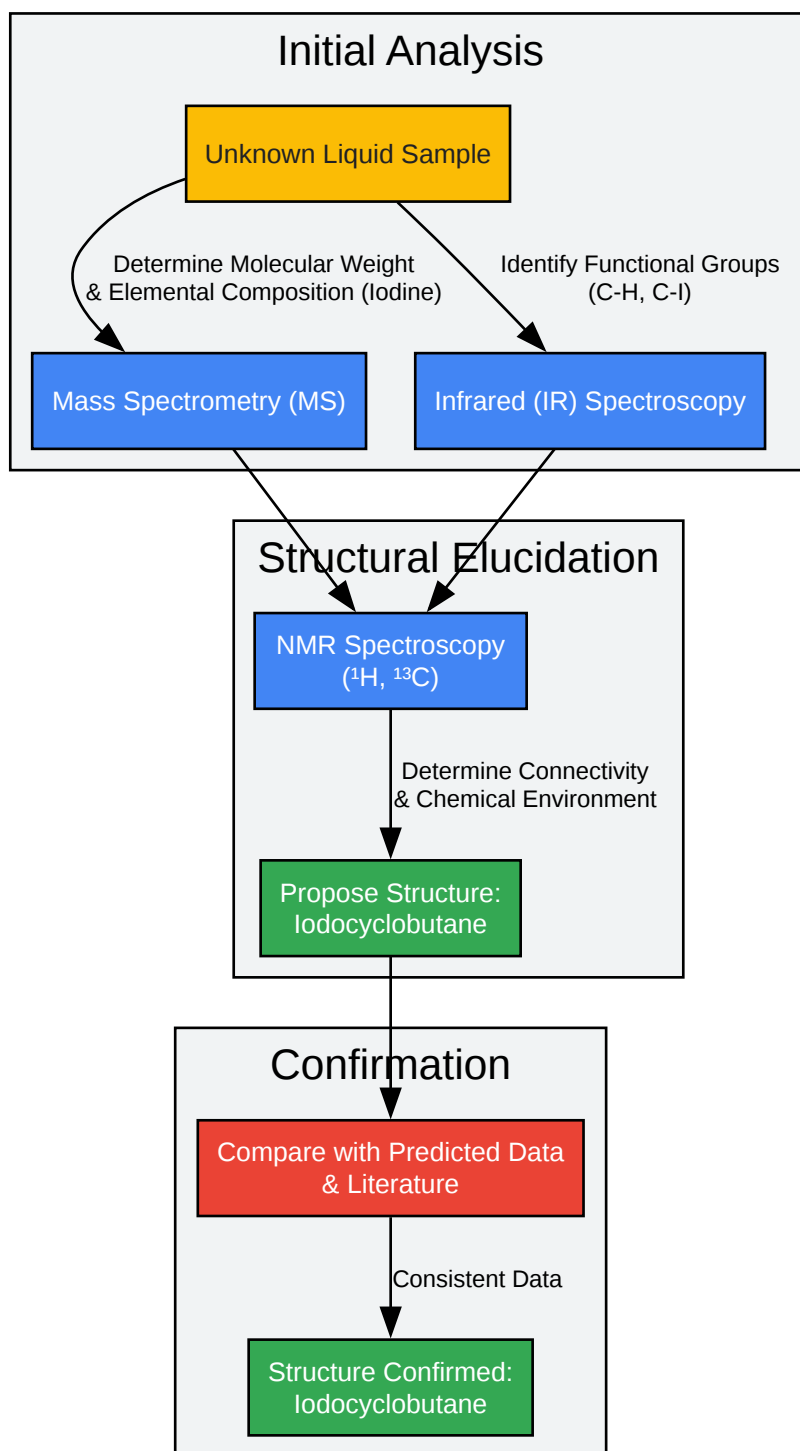 Initial Analysis
Unknown Liquid Sample
Determine Molecular Weight
& Elemental Composition (Iodine)
Identify Functional Groups
(C-H, C-I)
Mass Spectrometry (MS)
Infrared (IR) Spectroscopy
Structural Elucidation
NMR Spectroscopy
(¹H, ¹³C)
Determine Connectivity
& Chemical Environment
Propose Structure:
Iodocyclobutane
Confirmation
Compare with Predicted Data
& Literature
Consistent Data
Structure Confirmed:
Iodocyclobutane